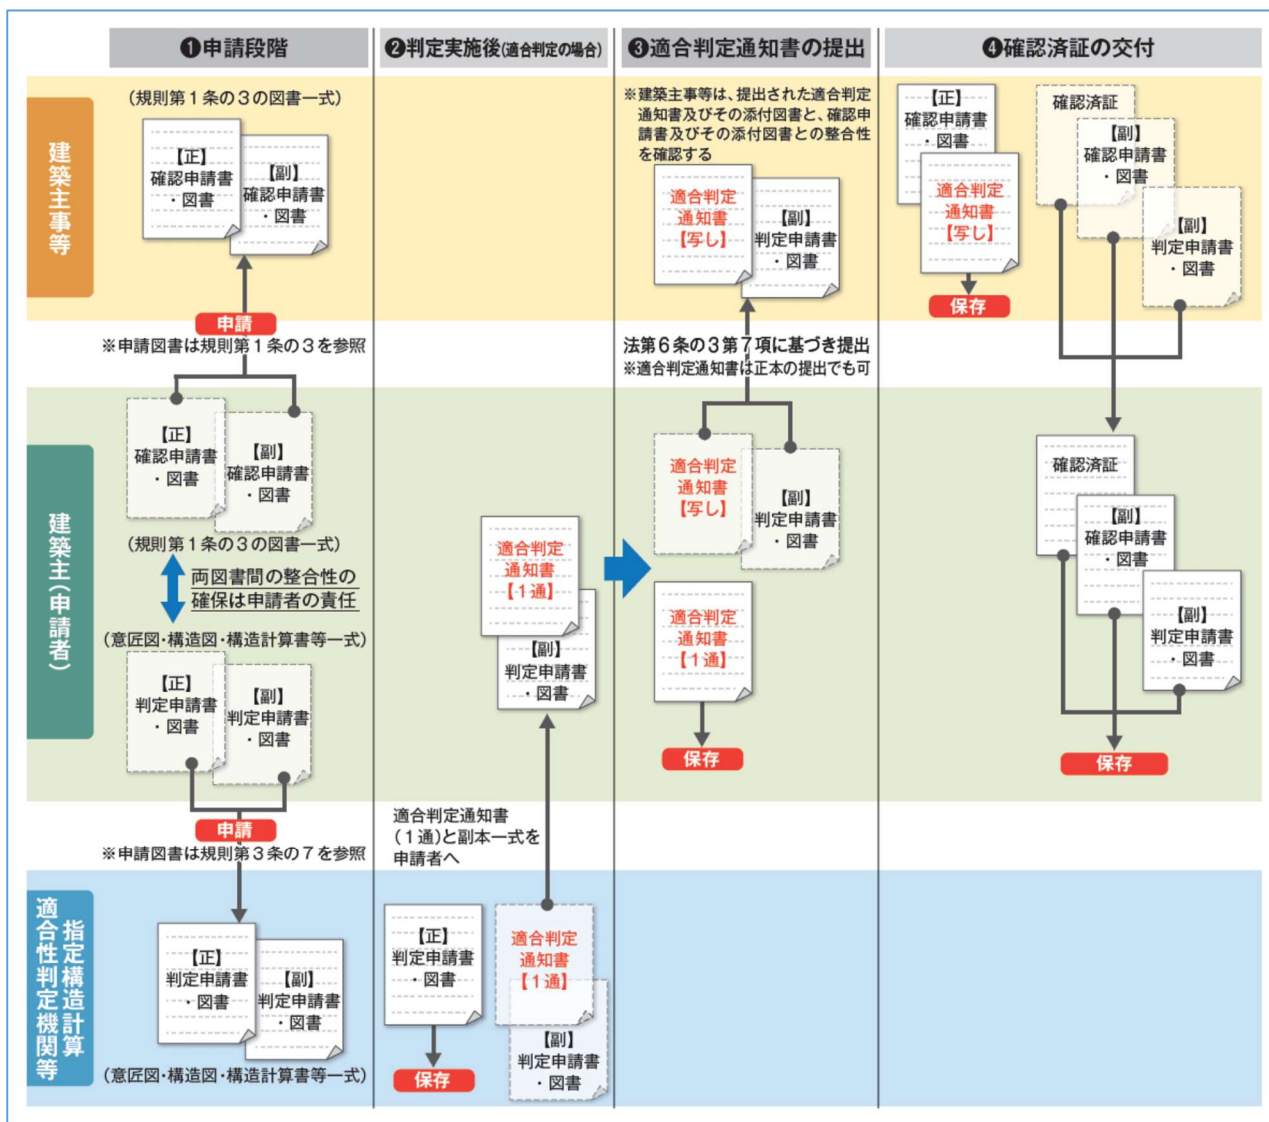 ❶申請段階
❷判定実施後(適合判定の場合)
❸適合判定通知書の提出
❹確認済証の交付
建築主事等
(規則第1条の3の図書一式)
【正】
確認申請書
・図書
【副】
確認申請書
・図書
申請
※申請図書は規則第1条の3を参照
※建築主事等は、提出された適合判定
通知書及びその添付図書と、確認申
請書及びその添付図書との整合性
を確認する
適合判定
通知書
【写し】
【副】
判定申請書
・図書
法第6条の3第7項に基づき提出
※適合判定通知書は正本の提出でも可
【正】
確認申請書
・図書
適合判定
通知書
【写し】
保存
確認済証
【副】
確認申請書
・図書
【副】
判定申請書
・図書
建築主(申請者)
【正】
確認申請書
・図書
【副】
確認申請書
・図書
(規則第1条の3の図書一式)
両図書間の整合性の
確保は申請者の責任
(意匠図・構造図・構造計算書等一式)
【正】
判定申請書
・図書
【副】
判定申請書
・図書
申請
※申請図書は規則第3条の7を参照
適合判定
通知書
【1通】
【副】
判定申請書
・図書
適合判定通知書
(1通)と副本一式を
申請者へ
適合判定
通知書
【写し】
【副】
判定申請書
・図書
適合判定
通知書
【1通】
保存
確認済証
【副】
確認申請書
・図書
【副】
判定申請書
・図書
保存
指定構造計算
適合性判定機関等
【正】
判定申請書
・図書
【副】
判定申請書
・図書
(意匠図・構造図・構造計算書等一式)
【正】
判定申請書
・図書
保存
適合判定
通知書
【1通】
【副】
判定申請書
・図書